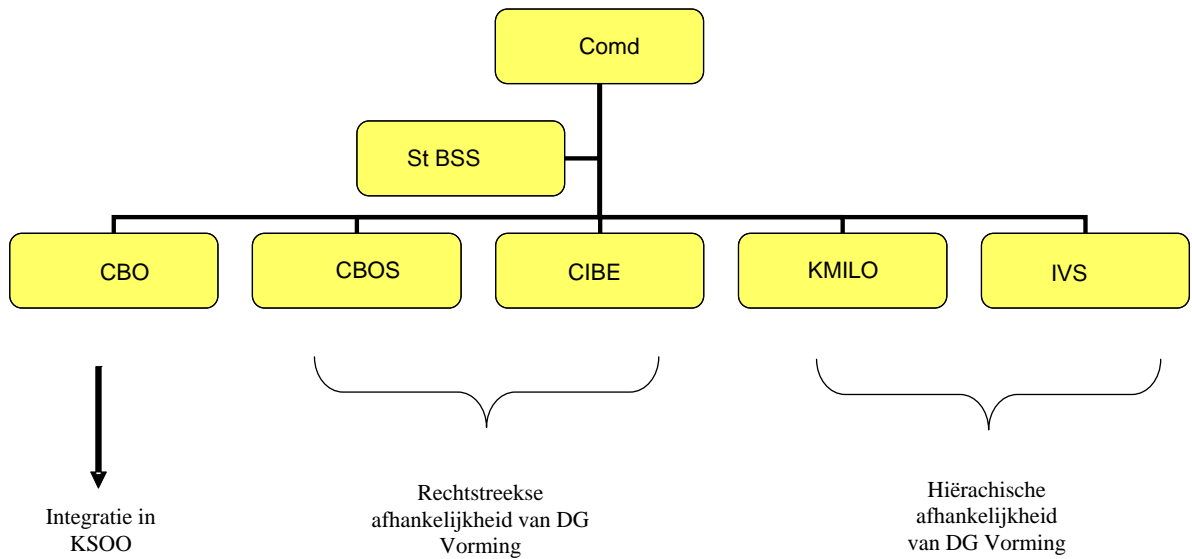 Comd
St BSS
CBO
CBOS
CIBE
KMILO
IVS
Integratie in
KSOO
Rechtstreekse
afhankelijkheid van DG
Vorming
Hiërachische
afhankelijkheid
van DG Vorming